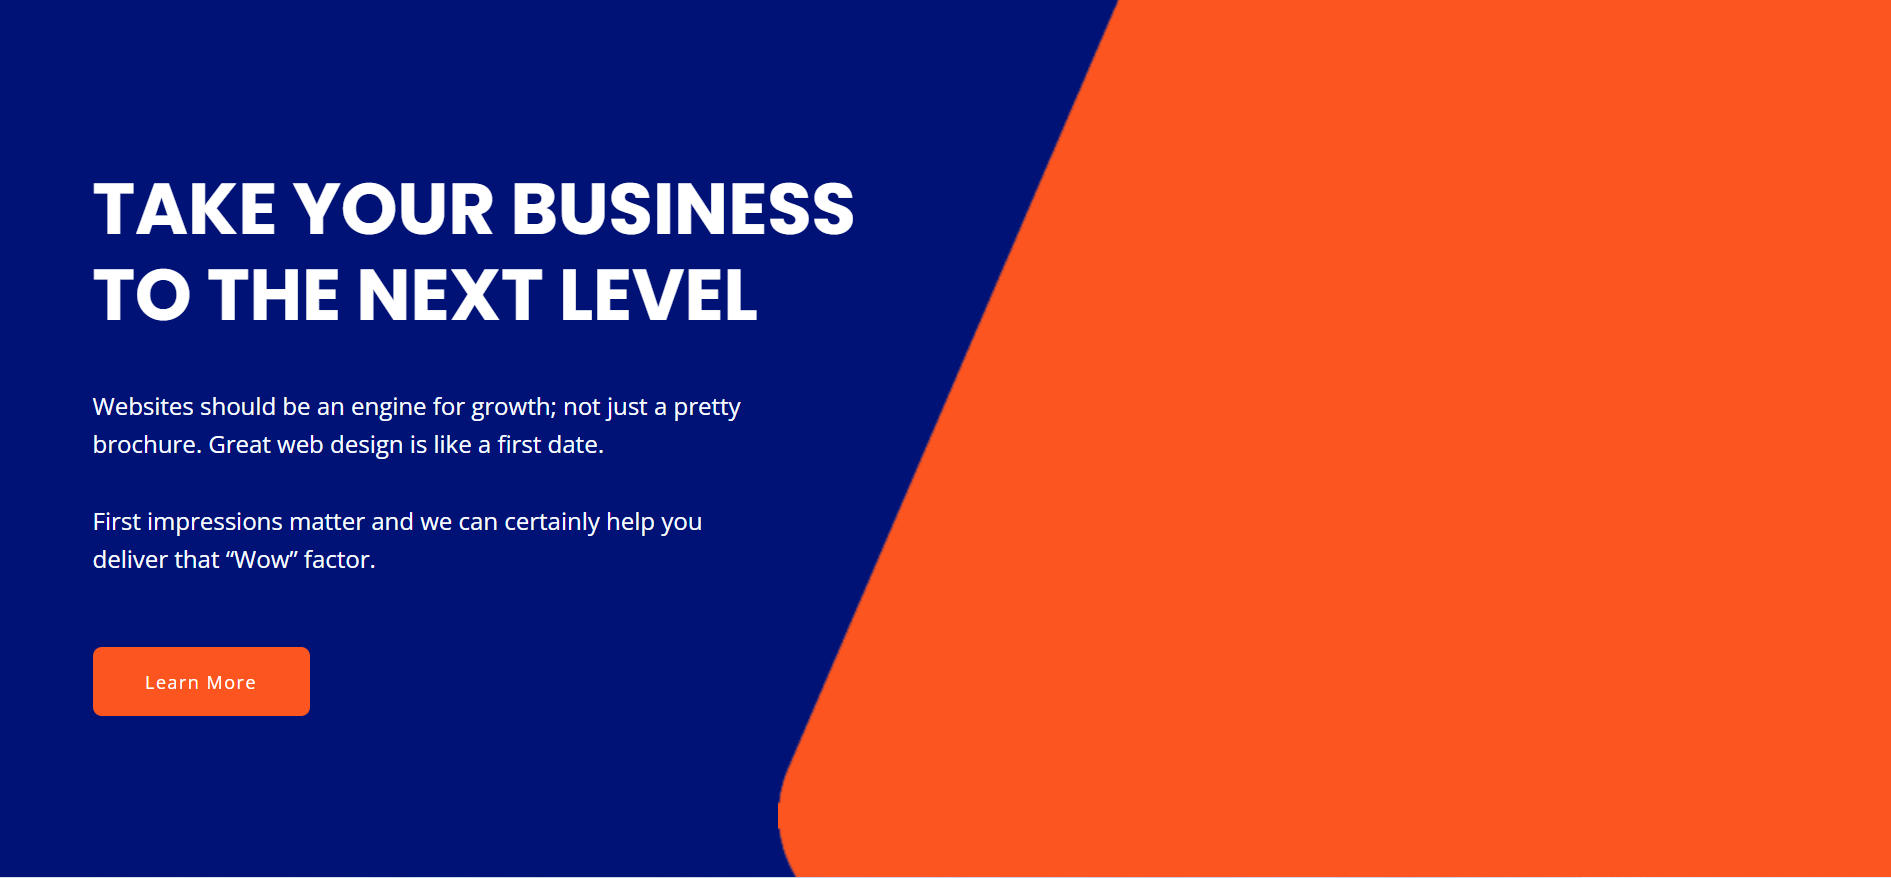 TAKE YOUR BUSINESS
TO THE NEXT LEVEL
Websites should be an engine for growth; not just a pretty
brochure. Great web design is like a first date.
First impressions matter and we can certainly help you
deliver that “Wow” factor.
Learn More